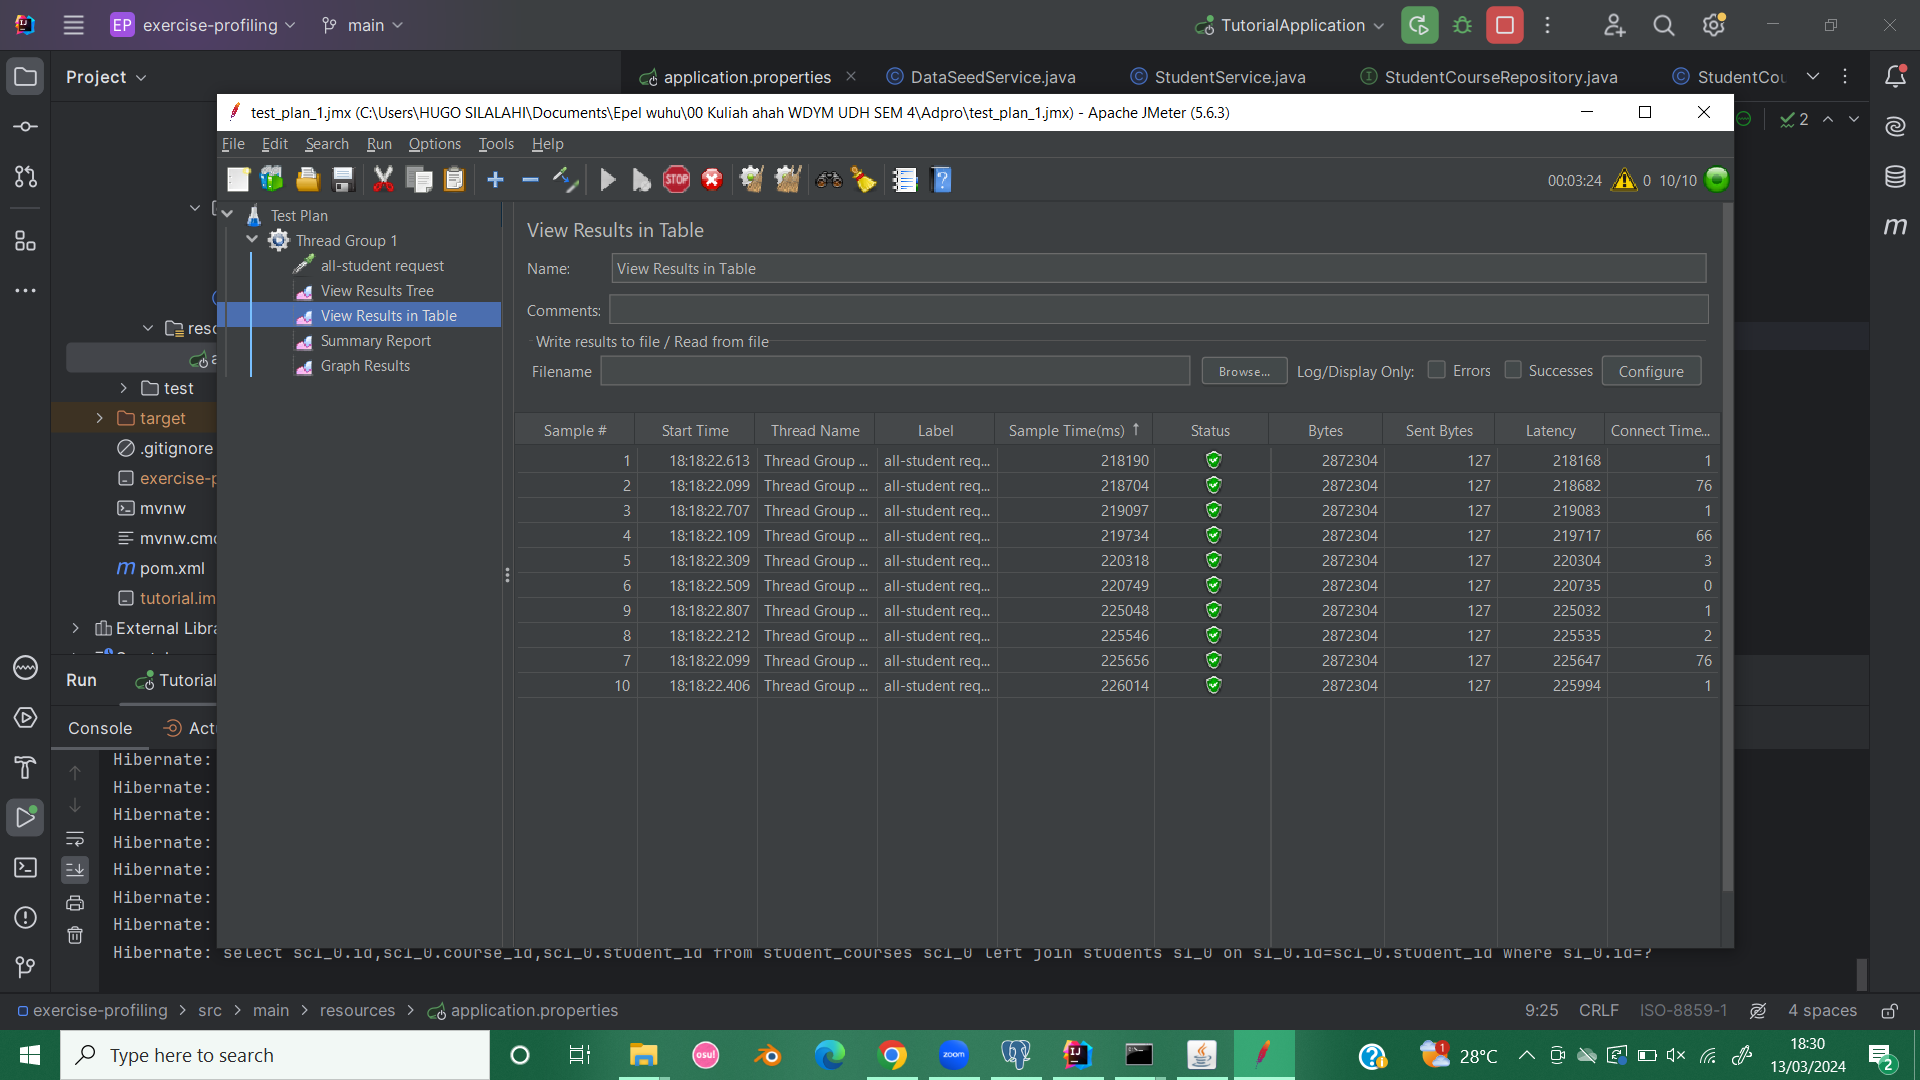 EP exercise-profiling main TutorialApplication
Project
application.properties DataSeedService.java StudentService.java StudentCourseRepository.java StudentCou
2
test_plan_1.jmx (C:\Users\HUGO SILALAHI\Documents\Epel wuhu\00 Kuliah ahah WDYM UDH SEM 4\Adpro\test_plan_1.jmx) - Apache JMeter (5.6.3)
File Edit Search Run Options Tools Help
STOP 00:03:24 0 10/10
Test Plan
Thread Group 1
all-student request
View Results Tree
View Results in Table
Summary Report
Graph Results
View Results in Table
Name: View Results in Table
Comments:
Write results to file / Read from file
Filename Browse... Log/Display Only: Errors Successes Configure
Sample # Start Time Thread Name Label Sample Time(ms) ↑ Status Bytes Sent Bytes Latency Connect Time...
1 18:18:22.613 Thread Group ... all-student req... 218190 2872304 127 218168 1
2 18:18:22.099 Thread Group ... all-student req... 218704 2872304 127 218682 76
3 18:18:22.707 Thread Group ... all-student req... 219097 2872304 127 219083 1
4 18:18:22.109 Thread Group ... all-student req... 219734 2872304 127 219717 66
5 18:18:22.309 Thread Group ... all-student req... 220318 2872304 127 220304 3
6 18:18:22.509 Thread Group ... all-student req... 220749 2872304 127 220735 0
9 18:18:22.807 Thread Group ... all-student req... 225048 2872304 127 225032 1
8 18:18:22.212 Thread Group ... all-student req... 225546 2872304 127 225535 2
7 18:18:22.099 Thread Group ... all-student req... 225656 2872304 127 225647 76
10 18:18:22.406 Thread Group ... all-student req... 226014 2872304 127 225994 1
reso
a
test
target
.gitignore
exercise-p
mvnw
mvnw.cmd
pom.xml
tutorial.im
External Libra
Run Tutorial
Console Actu
Hibernate:
Hibernate:
Hibernate:
Hibernate:
Hibernate:
Hibernate:
Hibernate:
Hibernate: select sc1_0.id,sc1_0.course_id,sc1_0.student_id from student_courses sc1_0 left join students s1_0 on s1_0.id=sc1_0.student_id where s1_0.id=?
exercise-profiling > src > main > resources > application.properties 9:25 CRLF ISO-8859-1 4 spaces
Type here to search
osu!
zoom
1 28°C
18:30
13/03/2024
2